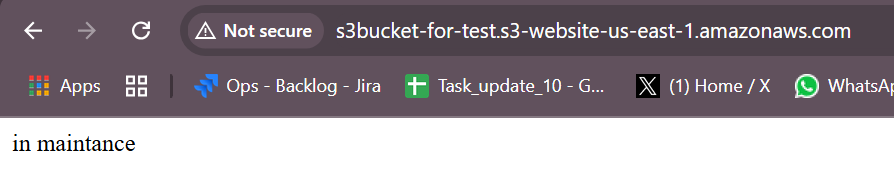 Not secure s3bucket-for-test.s3-website-us-east-1.amazonaws.com
Apps Ops - Backlog - Jira Task_update_10 - G... (1) Home / X WhatsAp
in maintance